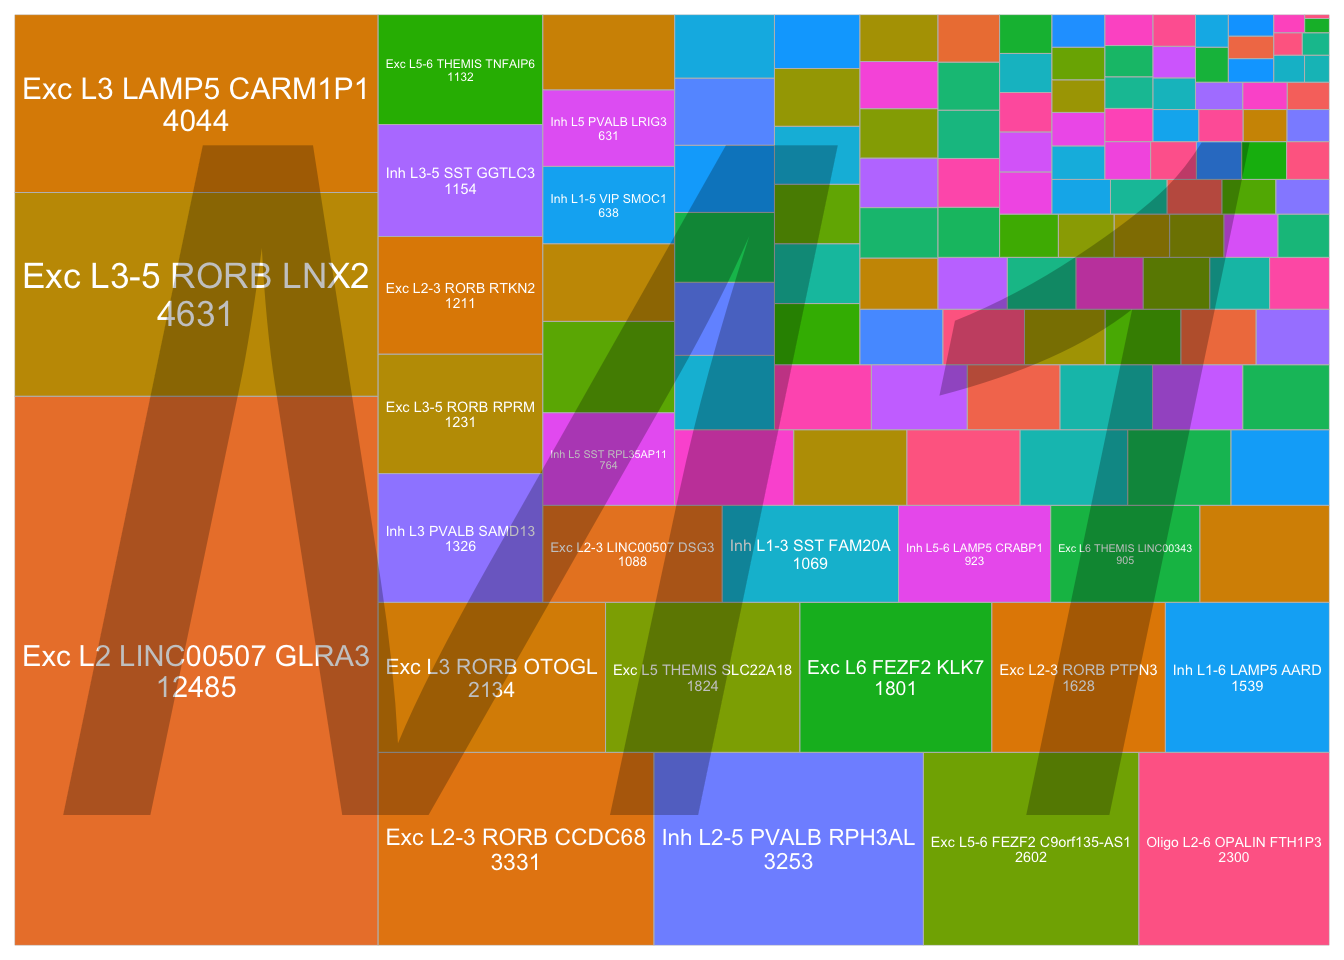 Exc L3 LAMP5 CARM1P1
4044
Exc L3-5 RORB LNX2
4631
Exc L2 LINC00507 GLRA3
12485
Exc L5-6 THEMIS TNFAIP6
1132
Inh L3-5 SST GGTLC3
1154
Exc L2-3 RORB RTKN2
1211
Exc L3-5 RORB RPRM
1231
Inh L3 PVALB SAMD13
1326
Inh L5 PVALB LRIG3
631
Inh L1-5 VIP SMOC1
638
Inh L5 SST RPL35AP11
764
Exc L2-3 LINC00507 DSG3
1088
Inh L1-3 SST FAM20A
1069
Inh L5-6 LAMP5 CRABP1
923
Exc L6 THEMIS LINC00343
905
Exc L3 RORB OTOGL
2134
Exc L5 THEMIS SLC22A18
1824
Exc L6 FEZF2 KLK7
1801
Exc L2-3 RORB PTPN3
1628
Inh L1-6 LAMP5 AARD
1539
Exc L2-3 RORB CCDC68
3331
Inh L2-5 PVALB RPH3AL
3253
Exc L5-6 FEZF2 C9orf135-AS1
2602
Oligo L2-6 OPALIN FTH1P3
2300
M1